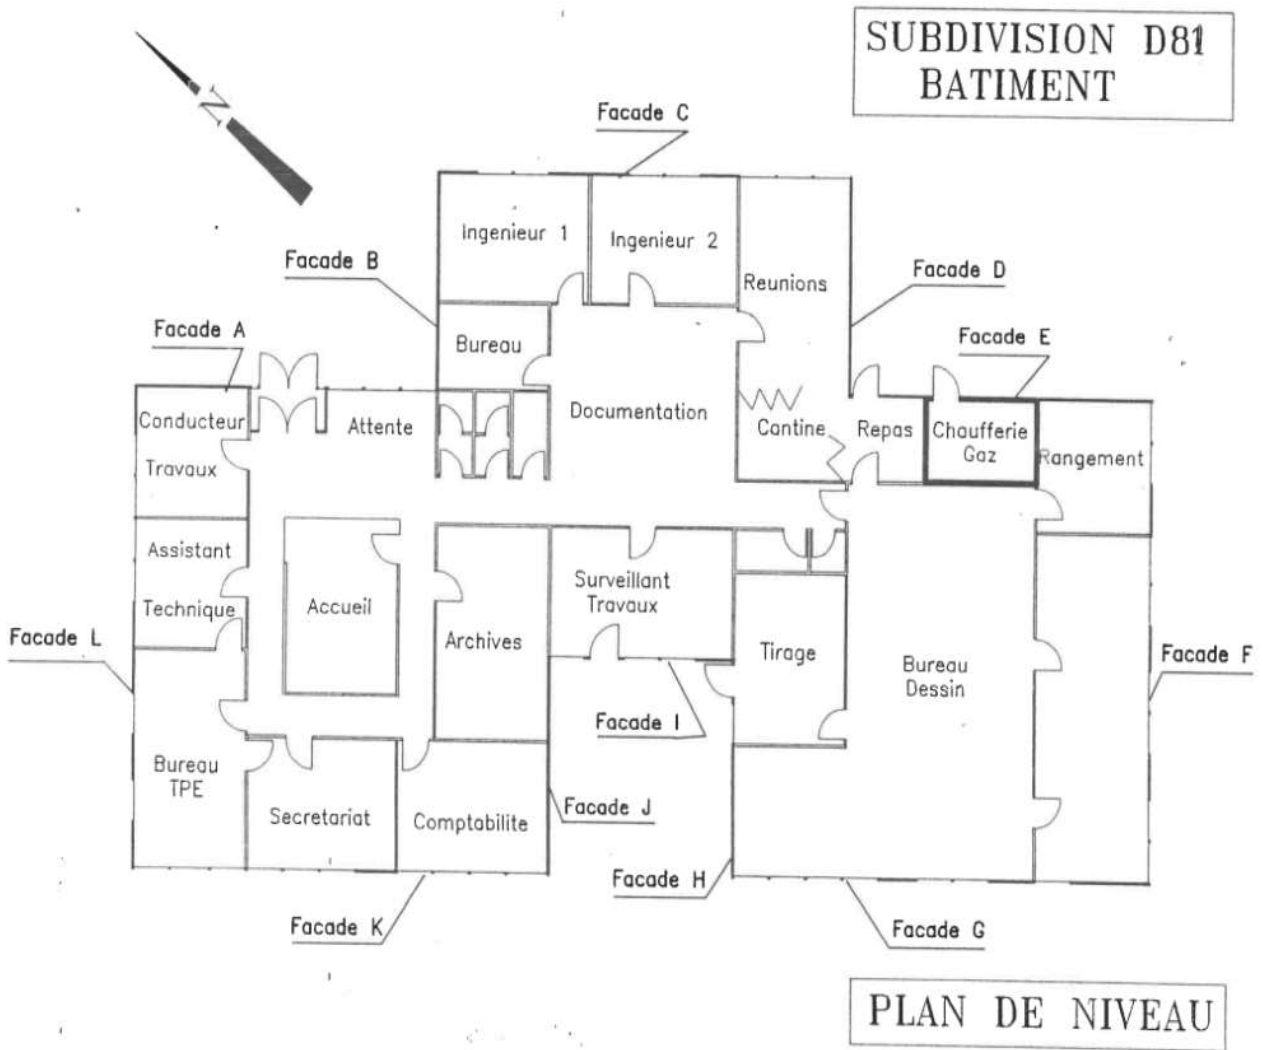 SUBDIVISION D81
BATIMENT
N
Facade C
Ingenieur 1
Ingenieur 2
Facade B
Reunions
Facade D
Facade A
Bureau
Facade E
Conducteur
Travaux
Attente
Documentation
Cantine
Repas
Chaufferie
Gaz
Rangement
Assistant
Technique
Accueil
Surveillant
Travaux
Archives
Tirage
Bureau
Dessin
Facade L
Facade F
Facade I
Bureau
TPE
Secretariat
Comptabilite
Facade J
Facade H
Facade K
Facade G
PLAN DE NIVEAU